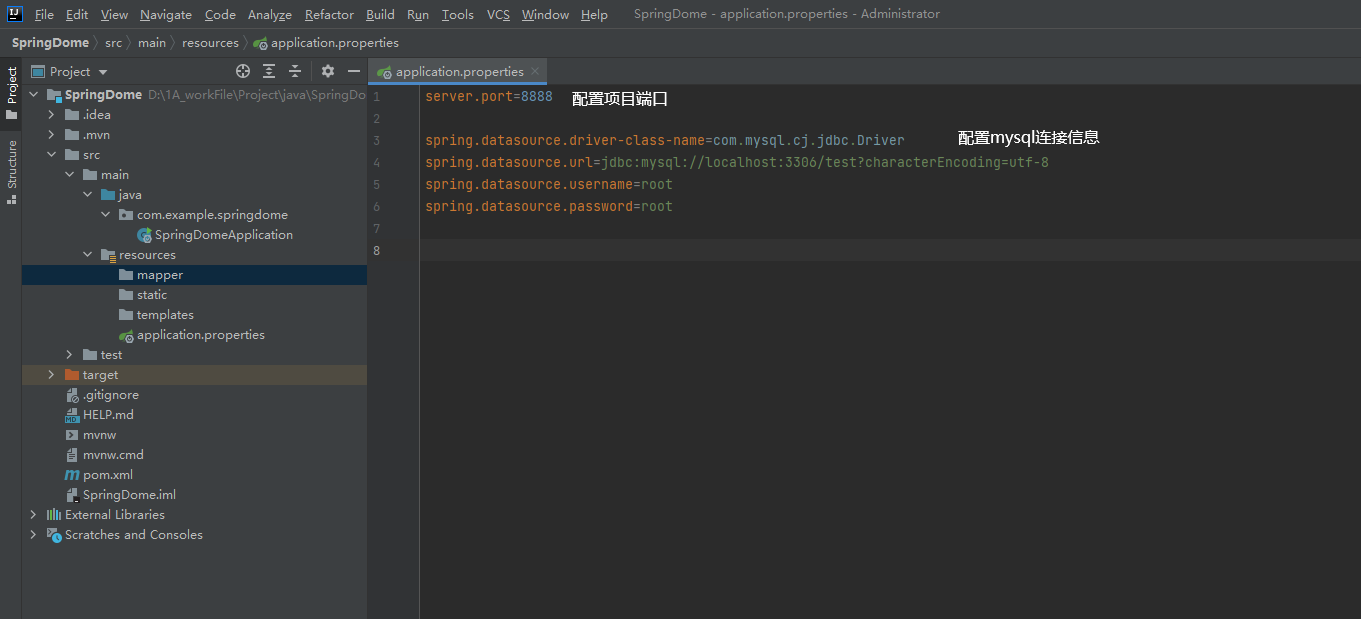 File Edit View Navigate Code Analyze Refactor Build Run Tools VCS Window Help SpringDome - application.properties - Administrator
SpringDome src main resources application.properties
Project
Structure
Project
SpringDome D:\1A_workFile\Project\java\SpringDo
.idea
.mvn
src
main
java
com.example.springdome
SpringDomeApplication
resources
mapper
static
templates
application.properties
test
target
.gitignore
HELP.md
mvnw
mvnw.cmd
pom.xml
SpringDome.iml
External Libraries
Scratches and Consoles
application.properties
1 server.port=8888 配置项目端口
2
3 spring.datasource.driver-class-name=com.mysql.cj.jdbc.Driver 配置mysql连接信息
4 spring.datasource.url=jdbc:mysql://localhost:3306/test?characterEncoding=utf-8
5 spring.datasource.username=root
6 spring.datasource.password=root
7
8